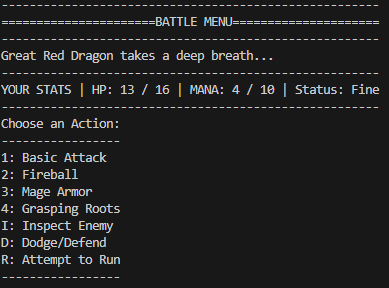 ------------------------------------------------
======================BATTLE MENU=====================
------------------------------------------------
Great Red Dragon takes a deep breath...
------------------------------------------------
YOUR STATS | HP: 13 / 16 | MANA: 4 / 10 | Status: Fine
------------------------------------------------
Choose an Action:
-----------------
1: Basic Attack
2: Fireball
3: Mage Armor
4: Grasping Roots
I: Inspect Enemy
D: Dodge/Defend
R: Attempt to Run
-----------------